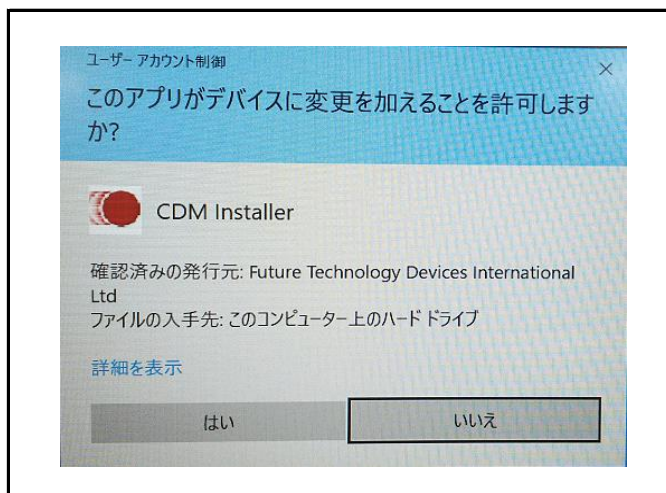 ユーザー アカウント制御
このアプリがデバイスに変更を加えることを許可します
か?
CDM Installer
確認済みの発行元: Future Technology Devices International
Ltd
ファイルの入手先: このコンピューター上のハード ドライブ
詳細を表示
はい
いいえ